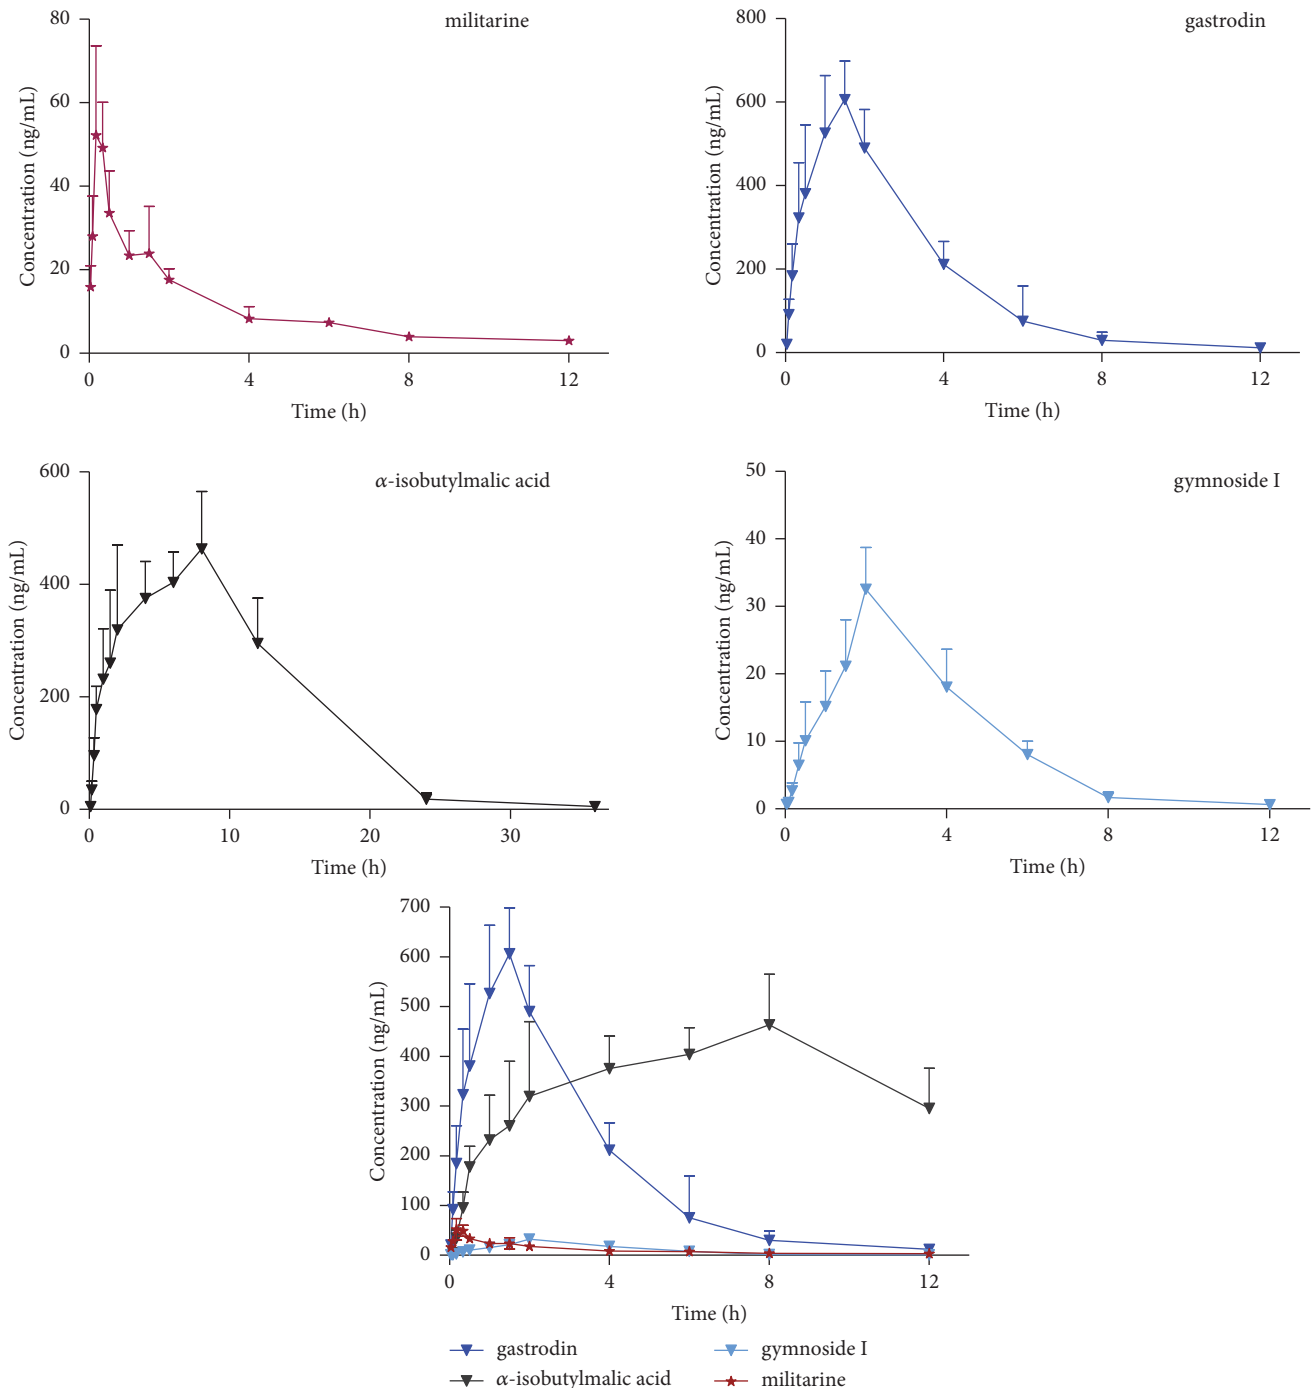 militarine
Concentration (ng/mL)
80
60
40
20
0
0 4 8 12
Time (h)
gastrodin
Concentration (ng/mL)
800
600
400
200
0
0 4 8 12
Time (h)
α-isobutylmalic acid
Concentration (ng/mL)
600
400
200
0
0 10 20 30
Time (h)
gymnoside I
Concentration (ng/mL)
50
40
30
20
10
0
0 4 8 12
Time (h)
Concentration (ng/mL)
700
600
500
400
300
200
100
0
0 4 8 12
Time (h)
gastrodin
α-isobutylmalic acid
gymnoside I
militarine